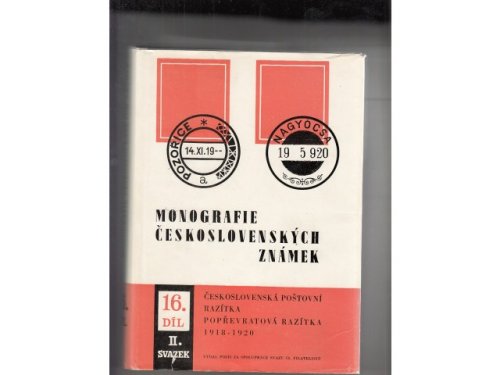 POZOŘICE *
14.XI.19--
a
NAGYOCSA
19 5 920
MONOGRAFIE
ČESKOSLOVENSKÝCH
ZNÁMEK
16.
DÍL
II.
SVAZEK
ČESKOSLOVENSKÁ POŠTOVNÍ
RAZÍTKA
POPŘEVRATOVÁ RAZÍTKA
1918-1920